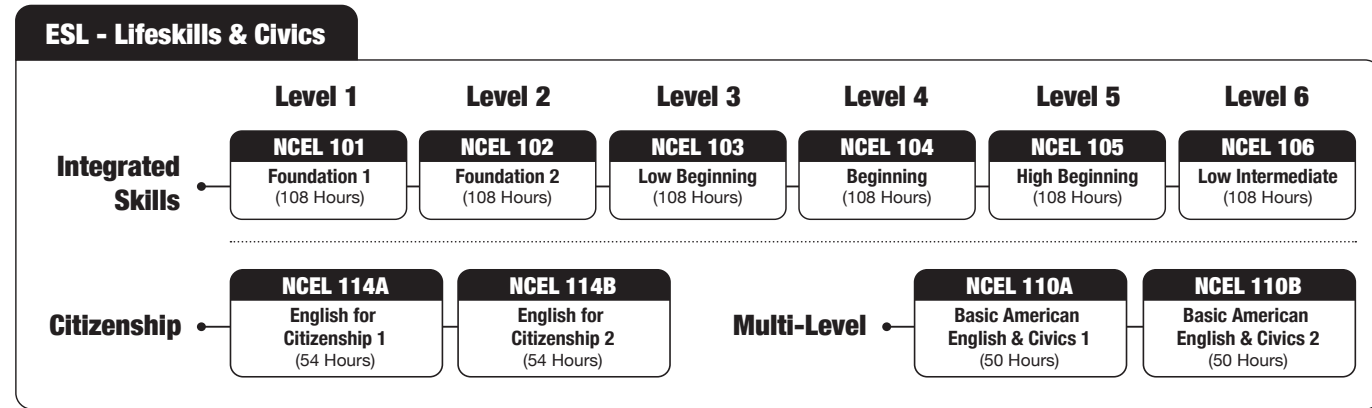 ESL - Lifeskills & Civics
Level 1 Level 2 Level 3 Level 4 Level 5 Level 6
Integrated
Skills
NCEL 101
Foundation 1
(108 Hours)
NCEL 102
Foundation 2
(108 Hours)
NCEL 103
Low Beginning
(108 Hours)
NCEL 104
Beginning
(108 Hours)
NCEL 105
High Beginning
(108 Hours)
NCEL 106
Low Intermediate
(108 Hours)
Citizenship
NCEL 114A
English for
Citizenship 1
(54 Hours)
NCEL 114B
English for
Citizenship 2
(54 Hours)
Multi-Level
NCEL 110A
Basic American
English & Civics 1
(50 Hours)
NCEL 110B
Basic American
English & Civics 2
(50 Hours)